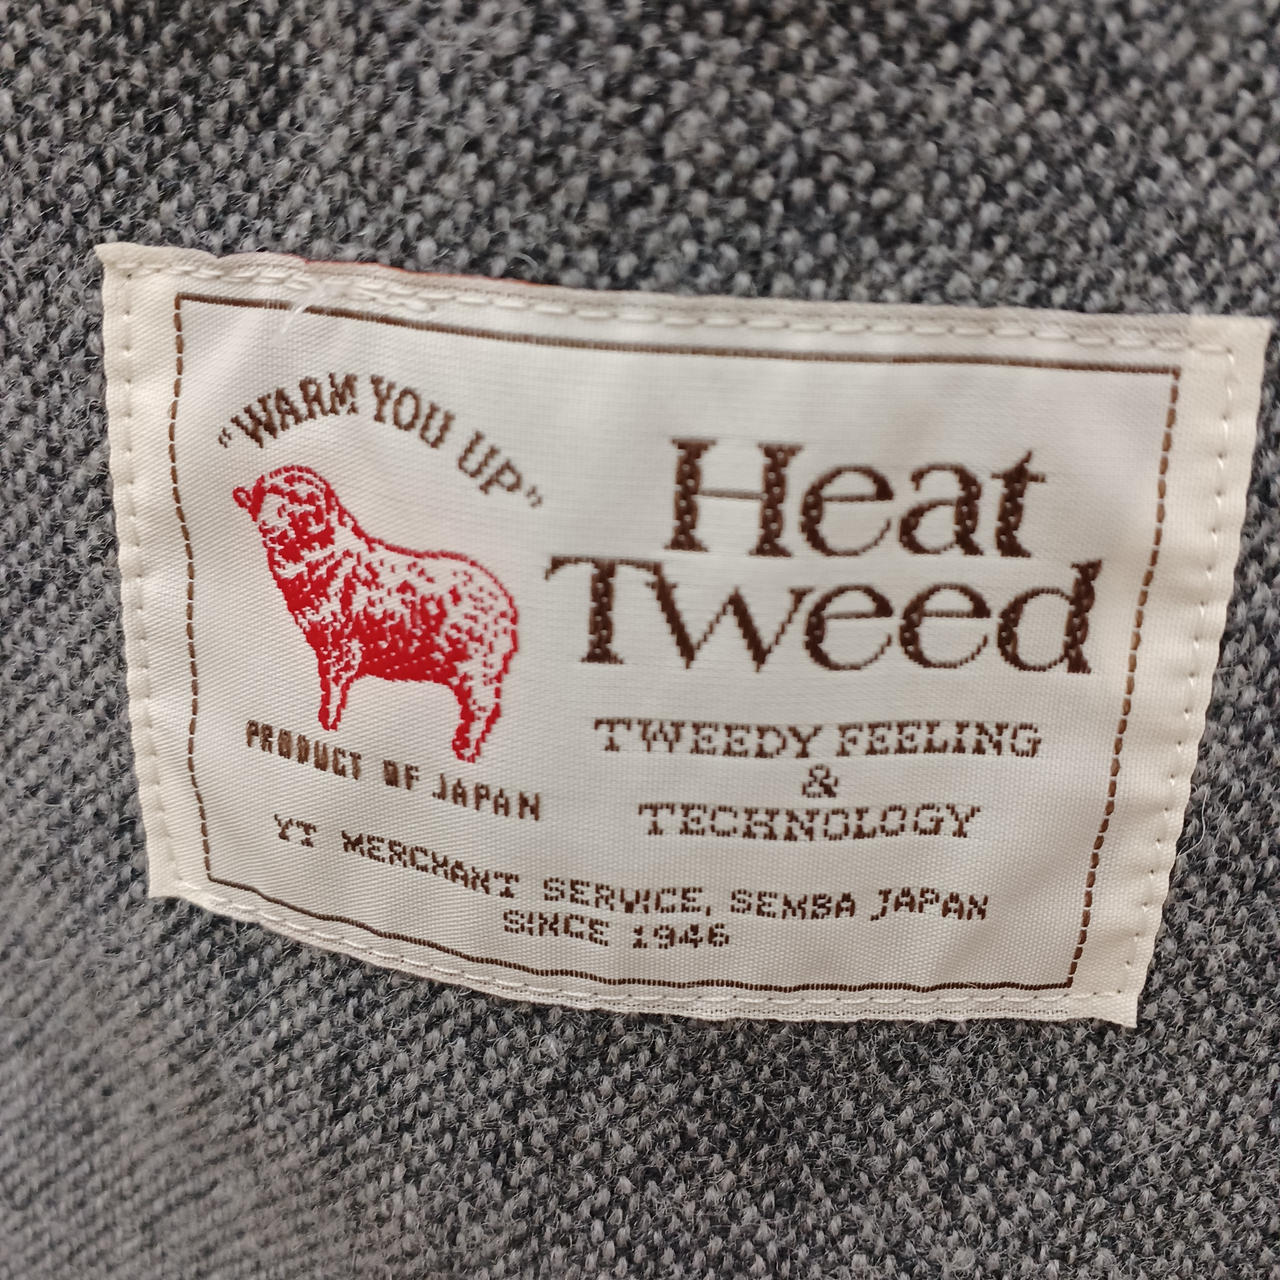 "WARM YOU UP"
Heat
Tweed
PRODUCT OF JAPAN
TWEEDY FEELING
&
TECHNOLOGY
YT MERCHANT SERVICE, SEMBA JAPAN
SINCE 1946